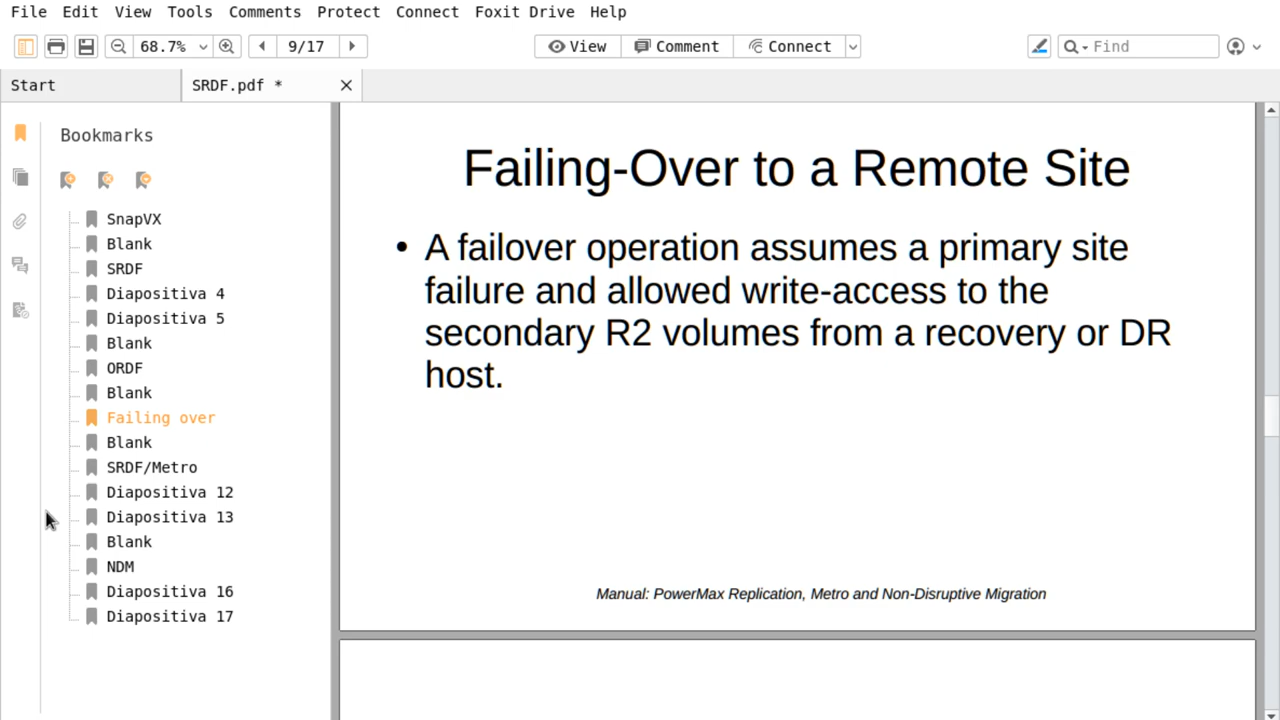 File Edit View Tools Comments Protect Connect Foxit Drive Help
68.7% 9/17 View Comment Connect Find
Start SRDF.pdf *
Bookmarks
SnapVX
Blank
SRDF
Diapositiva 4
Diapositiva 5
Blank
ORDF
Blank
Failing over
Blank
SRDF/Metro
Diapositiva 12
Diapositiva 13
Blank
NDM
Diapositiva 16
Diapositiva 17
Failing-Over to a Remote Site
• A failover operation assumes a primary site
failure and allowed write-access to the
secondary R2 volumes from a recovery or DR
host.
Manual: PowerMax Replication, Metro and Non-Disruptive Migration